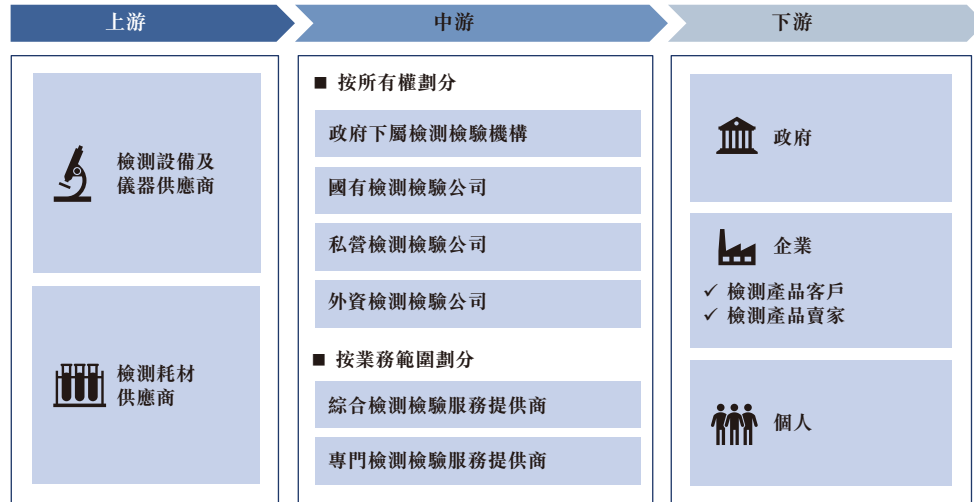 上游
中游
下游
檢測設備及
儀器供應商
檢測耗材
供應商
■ 按所有權劃分
政府下屬檢測檢驗機構
國有檢測檢驗公司
私營檢測檢驗公司
外資檢測檢驗公司
■ 按業務範圍劃分
綜合檢測檢驗服務提供商
專門檢測檢驗服務提供商
政府
企業
✓ 檢測產品客戶
✓ 檢測產品賣家
個人